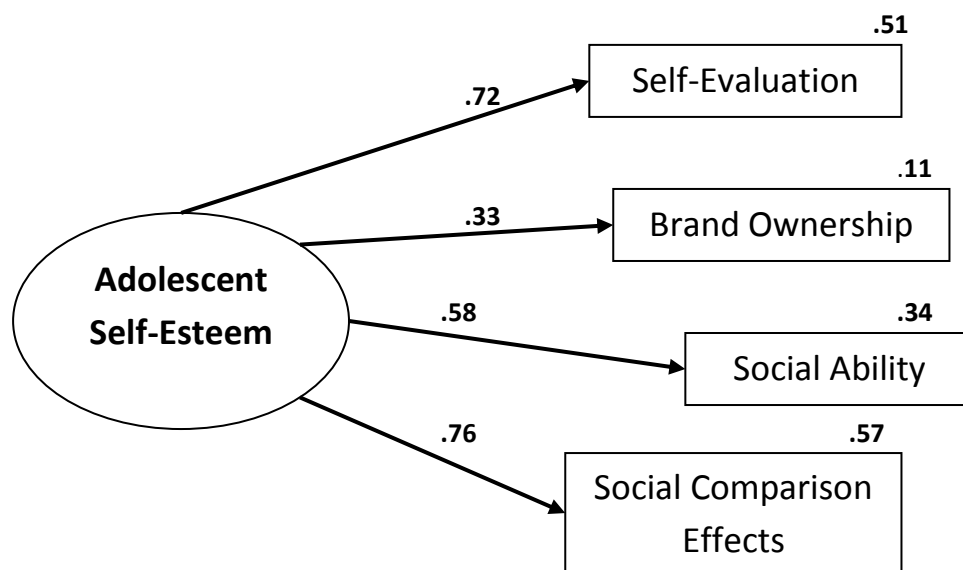 .51
Self-Evaluation
.72
.11
Brand Ownership
.33
Adolescent
Self-Esteem
.58
.34
Social Ability
.76
.57
Social Comparison
Effects